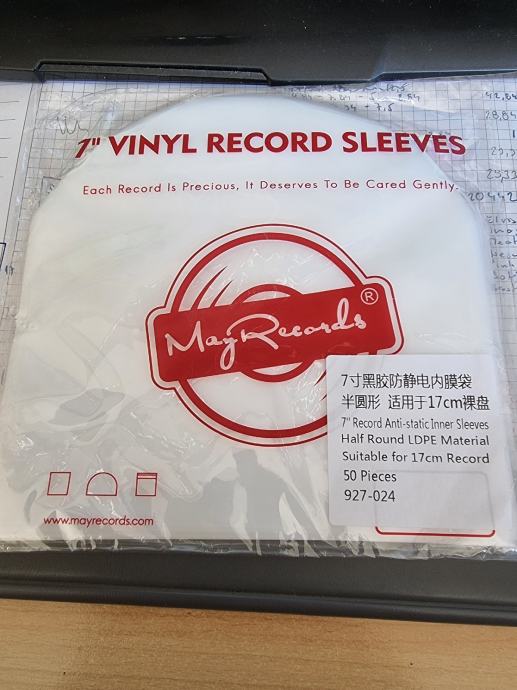 7" VINYL RECORD SLEEVES
Each Record Is Precious, It Deserves To Be Cared Gently.
MayRecords®
7寸黑胶防静电内膜袋
半圆形 适用于17cm裸盘
7" Record Anti-static Inner Sleeves
Half Round LDPE Material
Suitable for 17cm Record
50 Pieces
927-024
www.mayrecords.com